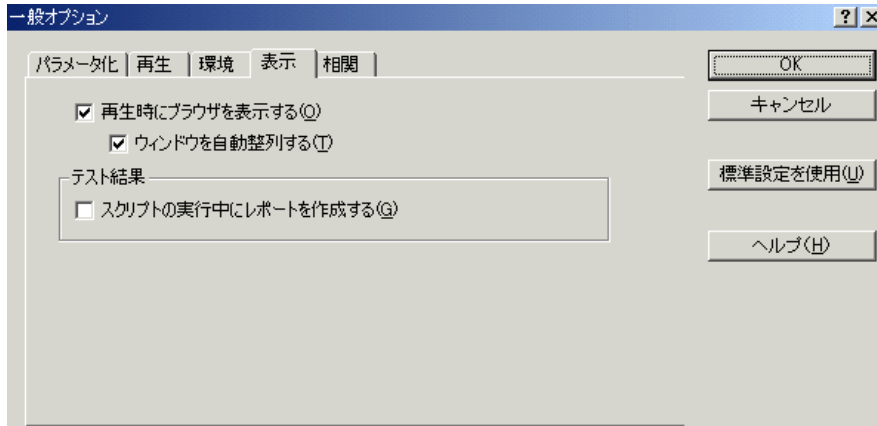 一般オプション
パラメータ化 再生 環境 表示 相関
再生時にブラウザを表示する(O)
ウィンドウを自動整列する(T)
テスト結果
スクリプトの実行中にレポートを作成する(G)
OK
キャンセル
標準設定を使用(U)
ヘルプ(H)